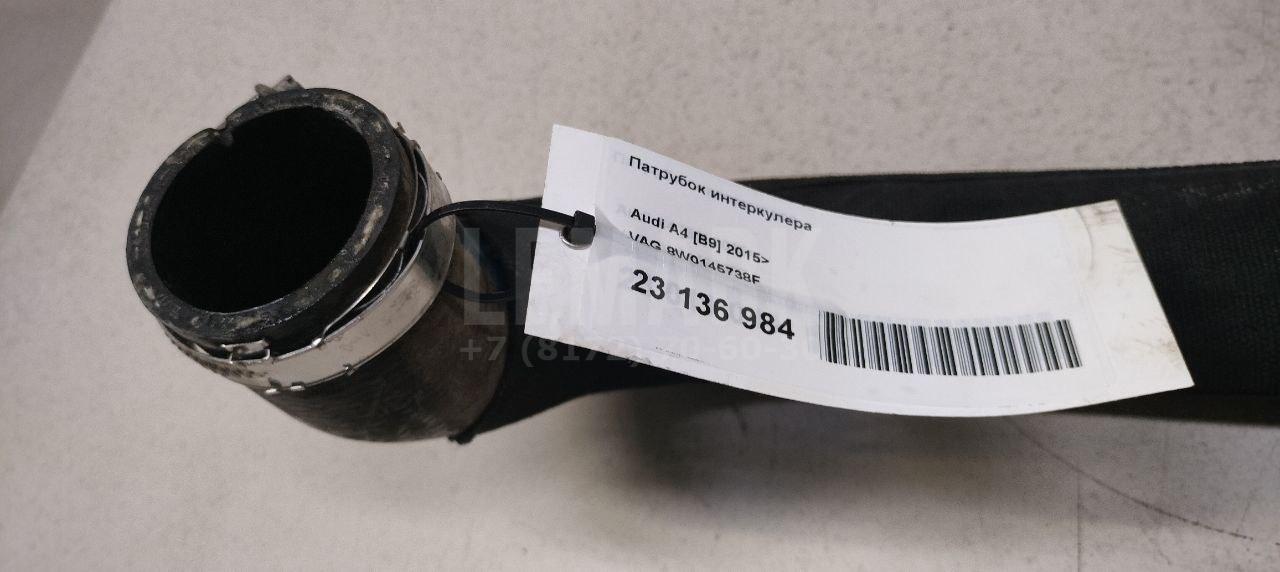 Патрубок интеркулера
Audi A4 [B9] 2015>
VAG 8W0145738F
23 136 984